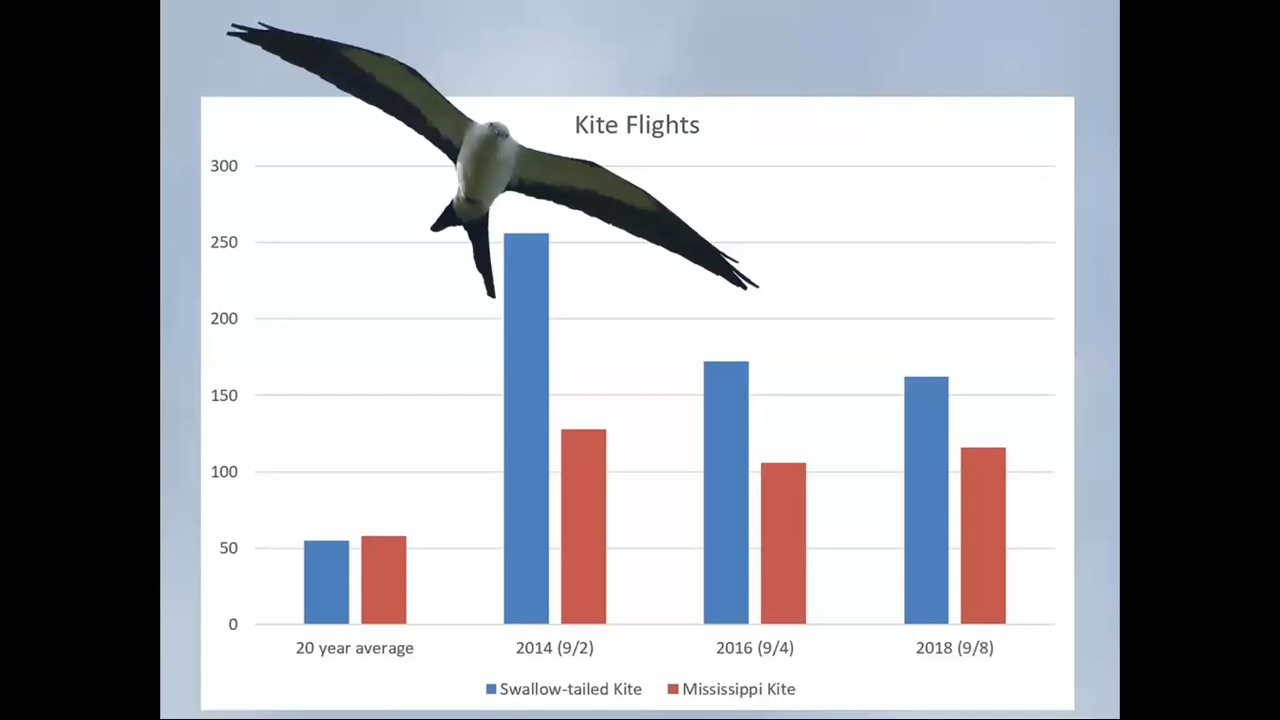 Kite Flights
300
250
200
150
100
50
0
20 year average
2014 (9/2)
2016 (9/4)
2018 (9/8)
Swallow-tailed Kite
Mississippi Kite